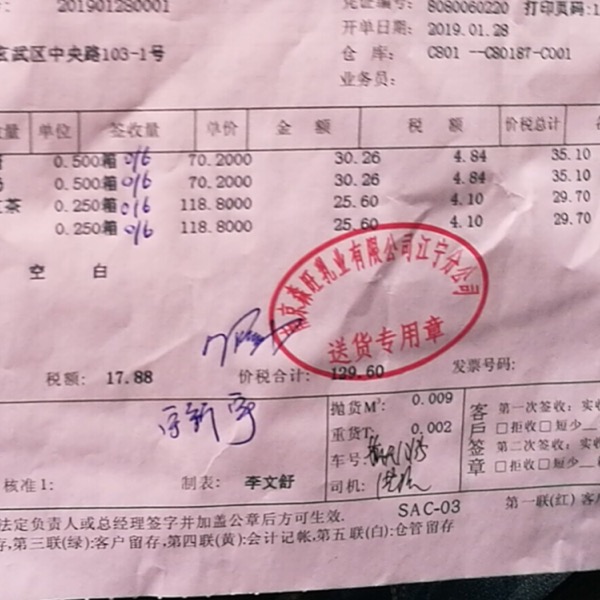 201901280001
凭证编号: 8080060220 打印页码:1
开单日期: 2019.01.28
玄武区中央路103-1号
仓 库: C801 --C80187-C001
业务员:
量 单位 签收量 单价 金 额 税 额 价税总计
0.500箱 0/6 70.2000 30.26 4.84 35.10
0.500箱 0/6 70.2000 30.26 4.84 35.10
茶 0.250箱 0/6 118.8000 25.60 4.10 29.70
0.250箱 0/6 118.8000 25.60 4.10 29.70
空 白
南京森旺乳业有限公司江宁分公司
送货专用章
税额: 17.88 价税合计: 129.60 发票号码:
抛货M³: 0.009
重货T: 0.002
车号:
司机:
客户签章
第一次签收: 实收
□拒收□短少
第二次签收: 实收
□拒收□短少
核准1: 制表: 李文舒
SAC-03 第一联(红) 客
法定负责人或总经理签字并加盖公章后方可生效.
存,第三联(绿):客户留存,第四联(黄):会计记帐,第五联(白):仓管留存